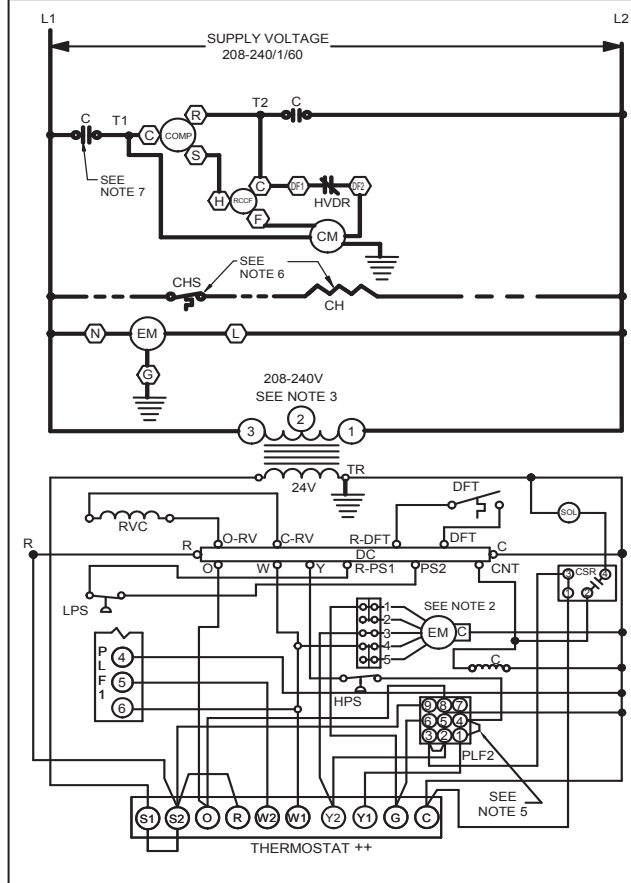 L1 L2
SUPPLY VOLTAGE
208-240/1/60
C T1 C COMP R S T2 C
SEE
NOTE 7
H RCCF C F DF1 HVDR DF2
CM
CHS SEE
NOTE 6
CH
N EM L
G
208-240V
SEE NOTE 3
3 2 1
24V TR
RVC DFT SOL
R R O-RV C-RV R-DFT DFT C
DC
O W Y R-PS1 PS2 CNT
3 CSR 4
1 2
LPS
1
2
3
4
5
SEE NOTE 2
EM C
C
P
L
F
1
4
5
6
HPS
9 8 7
6 5 4
3 2 1
PLF2
SEE
NOTE 5
S1 S2 O R W2 W1 Y2 Y1 G C
THERMOSTAT ++